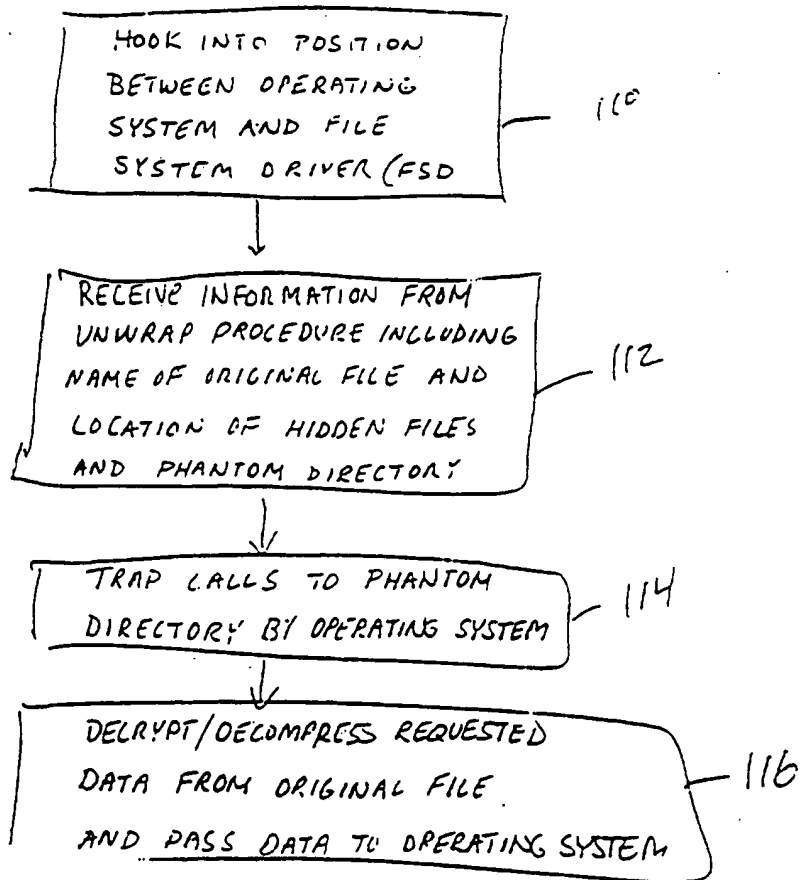 HOOK INTO POSITION
BETWEEN OPERATING
SYSTEM AND FILE
SYSTEM DRIVER (FSD
110
RECEIVE INFORMATION FROM
UNWRAP PROCEDURE INCLUDING
NAME OF ORIGINAL FILE AND
LOCATION OF HIDDEN FILES
AND PHANTOM DIRECTORY
112
TRAP CALLS TO PHANTOM
DIRECTORY BY OPERATING SYSTEM
114
DECRYPT/DECOMPRESS REQUESTED
DATA FROM ORIGINAL FILE
AND PASS DATA TO OPERATING SYSTEM
116